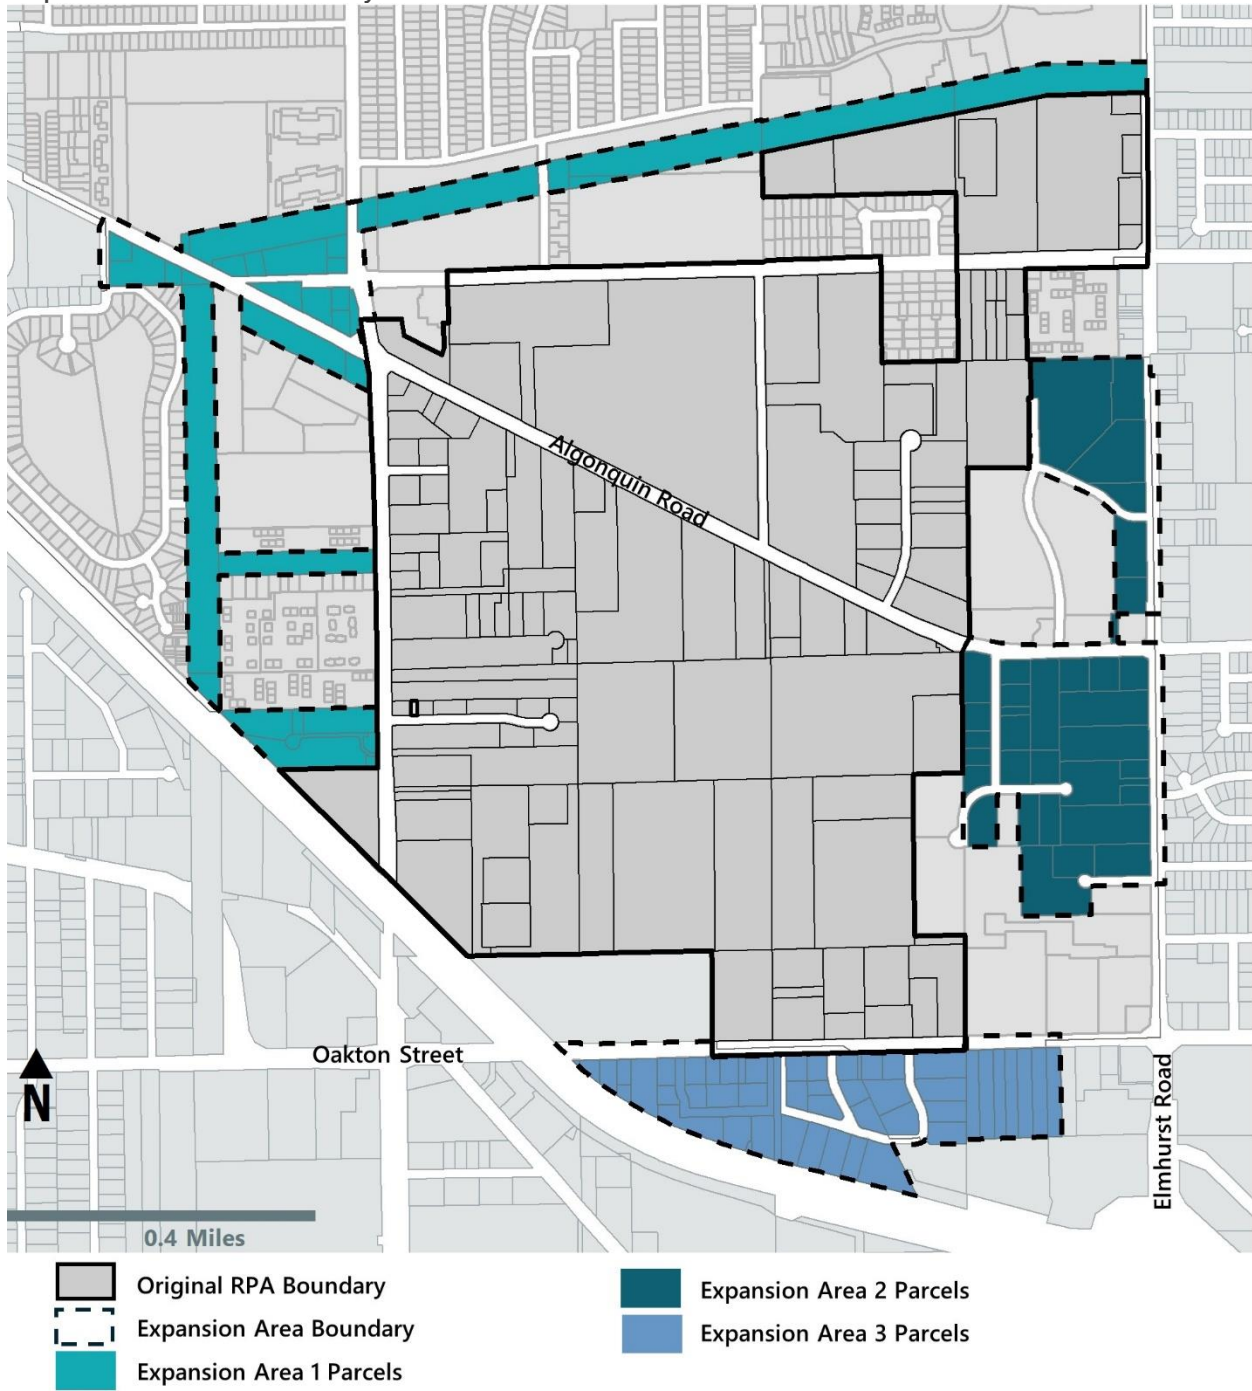 Algonquin Road
Oakton Street
N
Elmhurst Road
0.4 Miles
Original RPA Boundary
Expansion Area Boundary
Expansion Area 1 Parcels
Expansion Area 2 Parcels
Expansion Area 3 Parcels